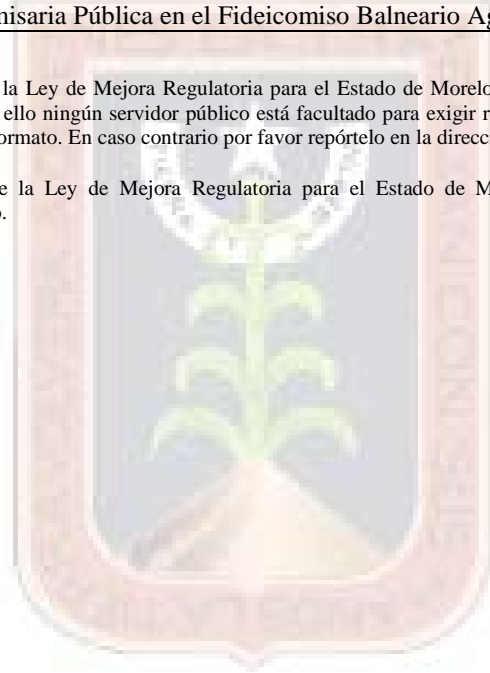 misaria Pública en el Fideicomiso Balneario Ag
la Ley de Mejora Regulatoria para el Estado de Morelo
ello ningún servidor público está facultado para exigir r
ormato. En caso contrario por favor repórtelo en la direcci
e la Ley de Mejora Regulatoria para el Estado de M
o.